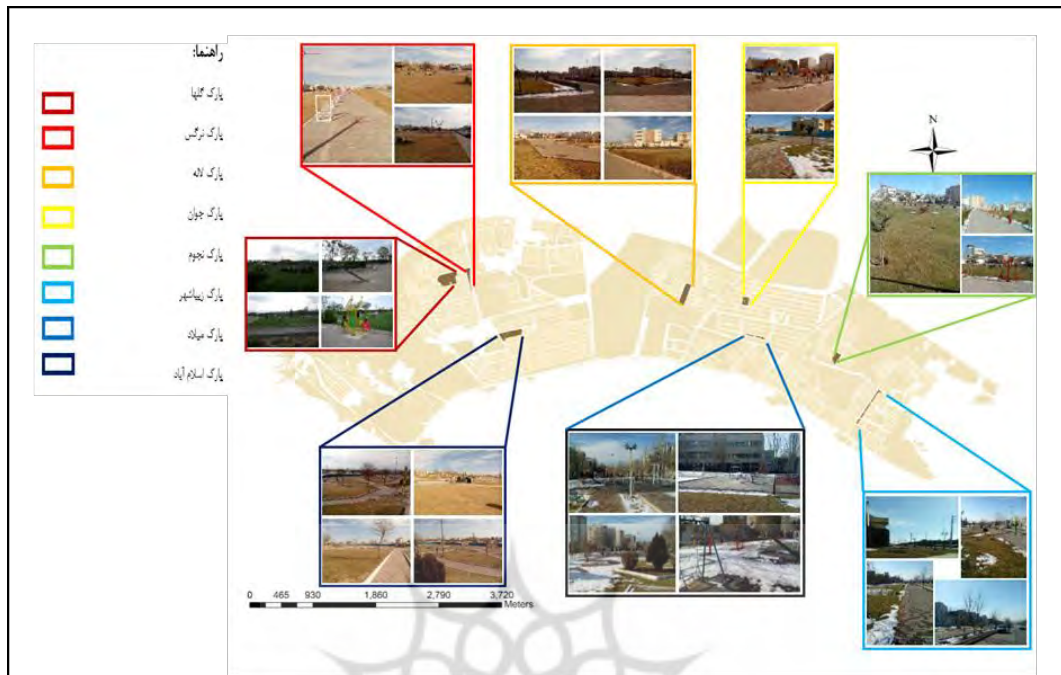 راهنما:
پارک گلها
پارک نرگس
پارک لاله
پارک جوان
پارک نجوم
پارک زیباشهر
پارک میلاد
پارک اسلام آباد
N
0 465 930 1,860 2,790 3,720
Meters